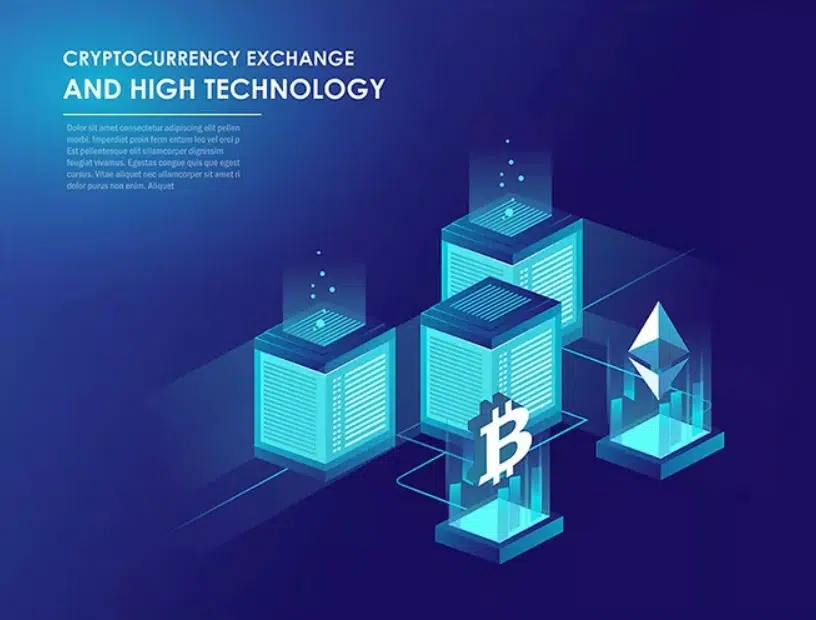 CRYPTOCURRENCY EXCHANGE
AND HIGH TECHNOLOGY
Dolor sit amet consectetur adipiscing elit pellen
morbi. Imperdiet proin ferm entum leo vel orci p
Est pellentesque elit ullamcorper dignissim
feugiat vivamus. Egestas congue quis que egest
cursus. Vitae aliquet nec ullamcorper sit amet ri
dolor purus non enim. Aliquet